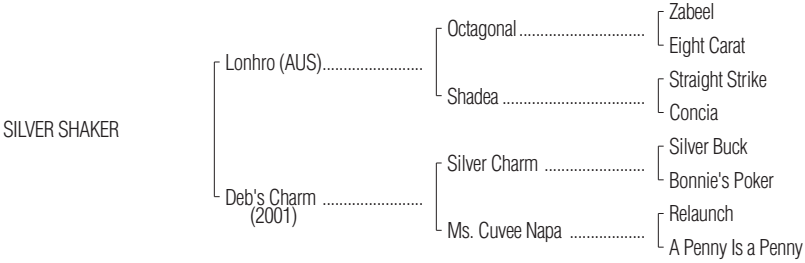 Zabeel
Octagonal
Eight Carat
Lonhro (AUS)
Straight Strike
Shadea
Concia
SILVER SHAKER
Silver Buck
Silver Charm
Bonnie's Poker
Deb's Charm
(2001)
Relaunch
Ms. Cuvee Napa
A Penny Is a Penny